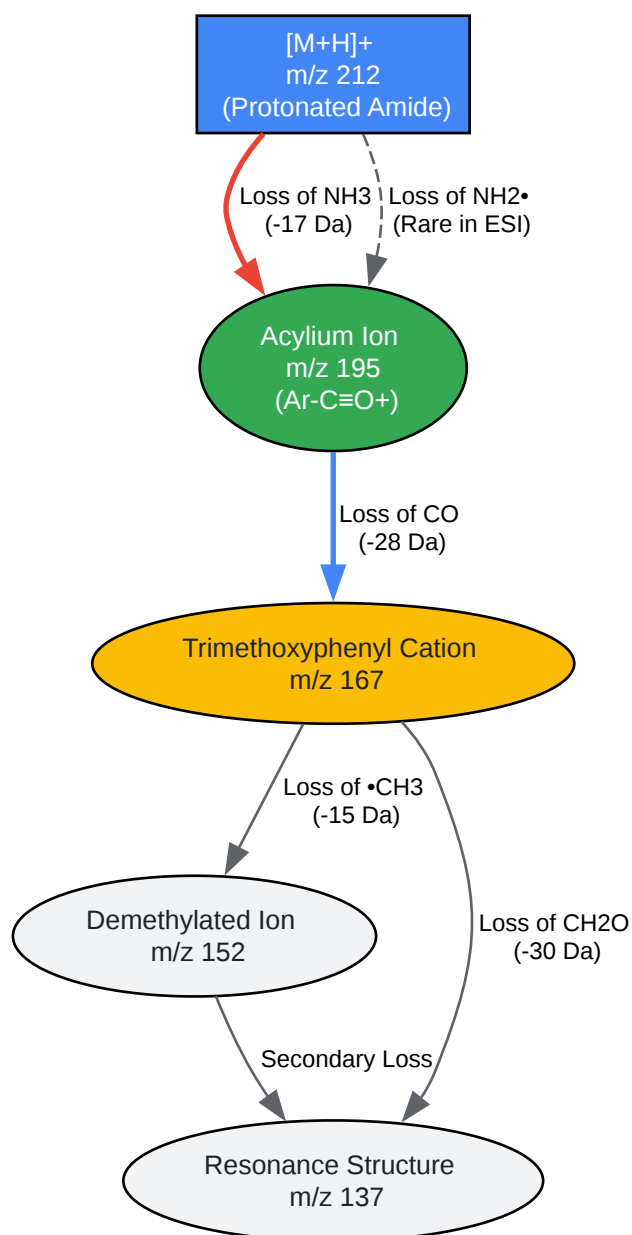 [M+H]+
m/z 212
(Protonated Amide)
Loss of NH3
(-17 Da)
Loss of NH2•
(Rare in ESI)
Acylium Ion
m/z 195
(Ar-C≡O+)
Loss of CO
(-28 Da)
Trimethoxyphenyl Cation
m/z 167
Loss of •CH3
(-15 Da)
Demethylated Ion
m/z 152
Loss of CH2O
(-30 Da)
Secondary Loss
Resonance Structure
m/z 137